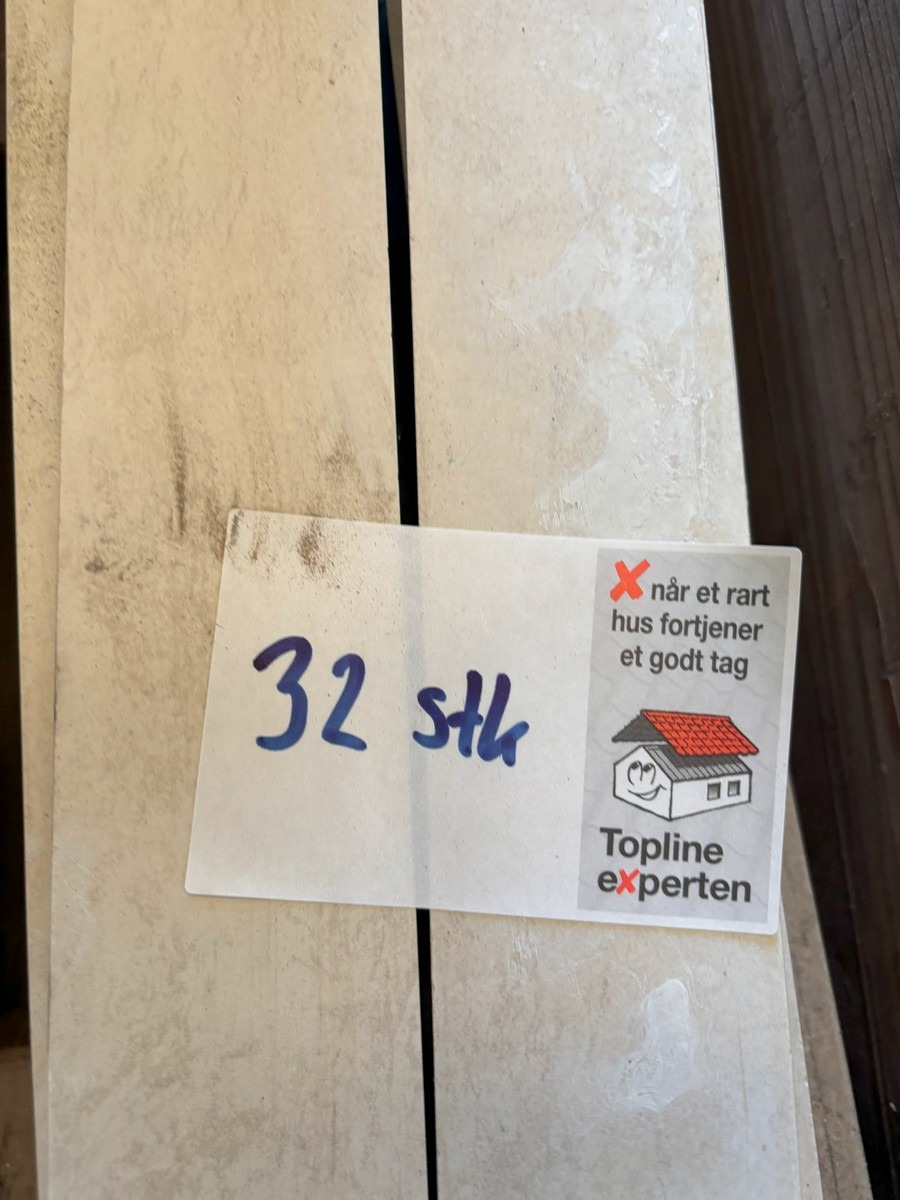 32 stk
X når et rart
hus fortjener
et godt tag
Topline
experten